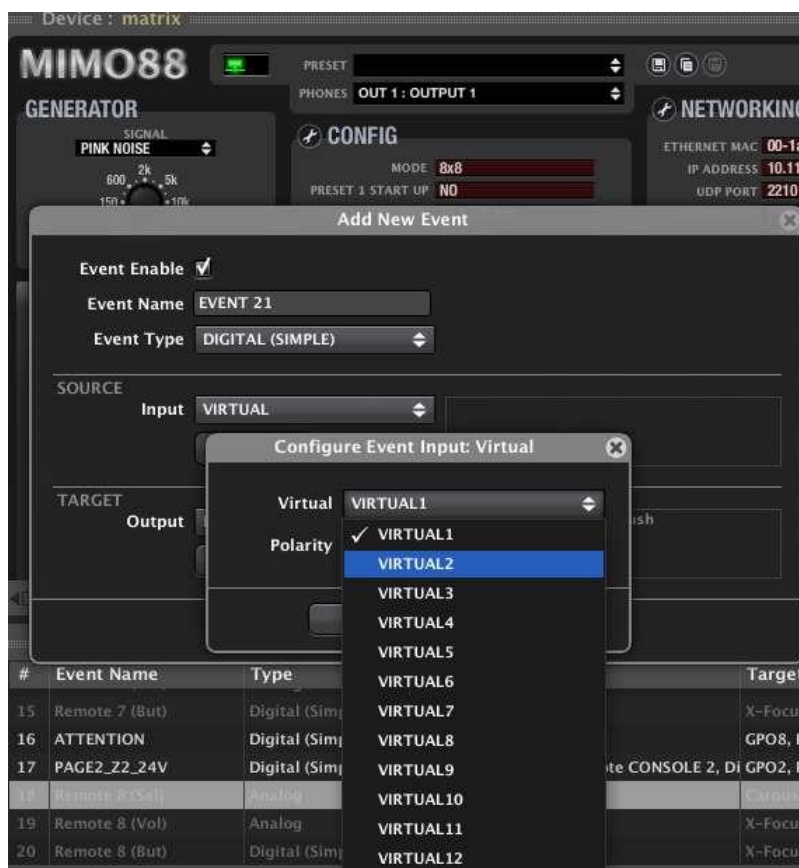 Device : matrix
MIMO88
PRESET
PHONES OUT 1 : OUTPUT 1
GENERATOR
SIGNAL
PINK NOISE
2k
600 5k
150 10k
CONFIG
MODE 8x8
PRESET 1 START UP NO
NETWORKING
ETHERNET MAC 00-1
IP ADDRESS 10.11
UDP PORT 2210
Add New Event
Event Enable
Event Name EVENT 21
Event Type DIGITAL (SIMPLE)
SOURCE
Input VIRTUAL
Configure Event Input: Virtual
TARGET
Output
ush
Virtual VIRTUAL1
Polarity
✓ VIRTUAL1
VIRTUAL2
VIRTUAL3
VIRTUAL4
VIRTUAL5
VIRTUAL6
VIRTUAL7
VIRTUAL8
VIRTUAL9
VIRTUAL10
VIRTUAL11
VIRTUAL12
# Event Name Type Targe
15 Remote 7 (But) Digital (Sim X-Focu
16 ATTENTION Digital (Sim GPO8,
17 PAGE2_Z2_24V Digital (Sim te CONSOLE 2, Di GPO2,
18 Remote 8 (Sel) Analog Carous
19 Remote 8 (Vol) Analog X-Focu
20 Remote 8 (But) Digital (Sim X-Focu